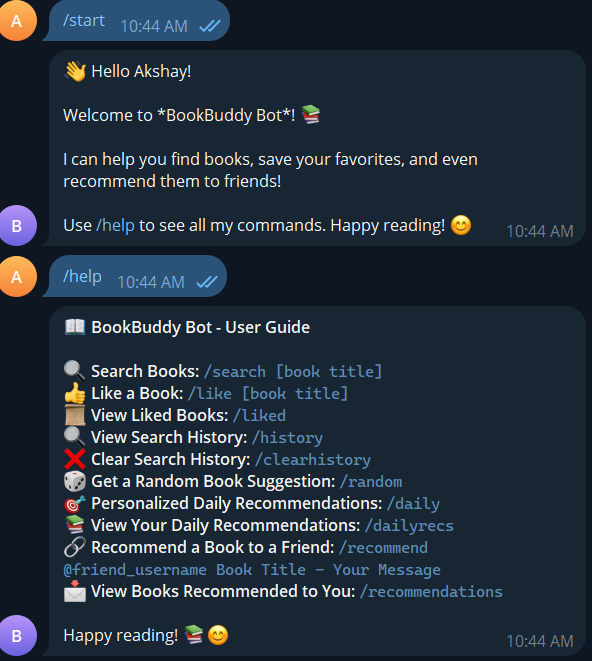 A
/start 10:44 AM
👋 Hello Akshay!
Welcome to *BookBuddy Bot*! 📚
I can help you find books, save your favorites, and even
recommend them to friends!
Use /help to see all my commands. Happy reading! 😊
10:44 AM
B
A
/help 10:44 AM
📖 BookBuddy Bot - User Guide
🔍 Search Books: /search [book title]
👍 Like a Book: /like [book title]
📜 View Liked Books: /liked
🔍 View Search History: /history
❌ Clear Search History: /clearhistory
🎲 Get a Random Book Suggestion: /random
🎯 Personalized Daily Recommendations: /daily
📚 View Your Daily Recommendations: /dailyrecs
🔗 Recommend a Book to a Friend: /recommend
@friend_username Book Title – Your Message
📩 View Books Recommended to You: /recommendations
Happy reading! 📚😊
10:44 AM
B